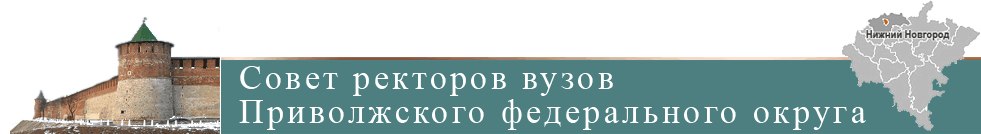 Нижний Новгород
Совет ректоров вузов
Приволжского федерального округа